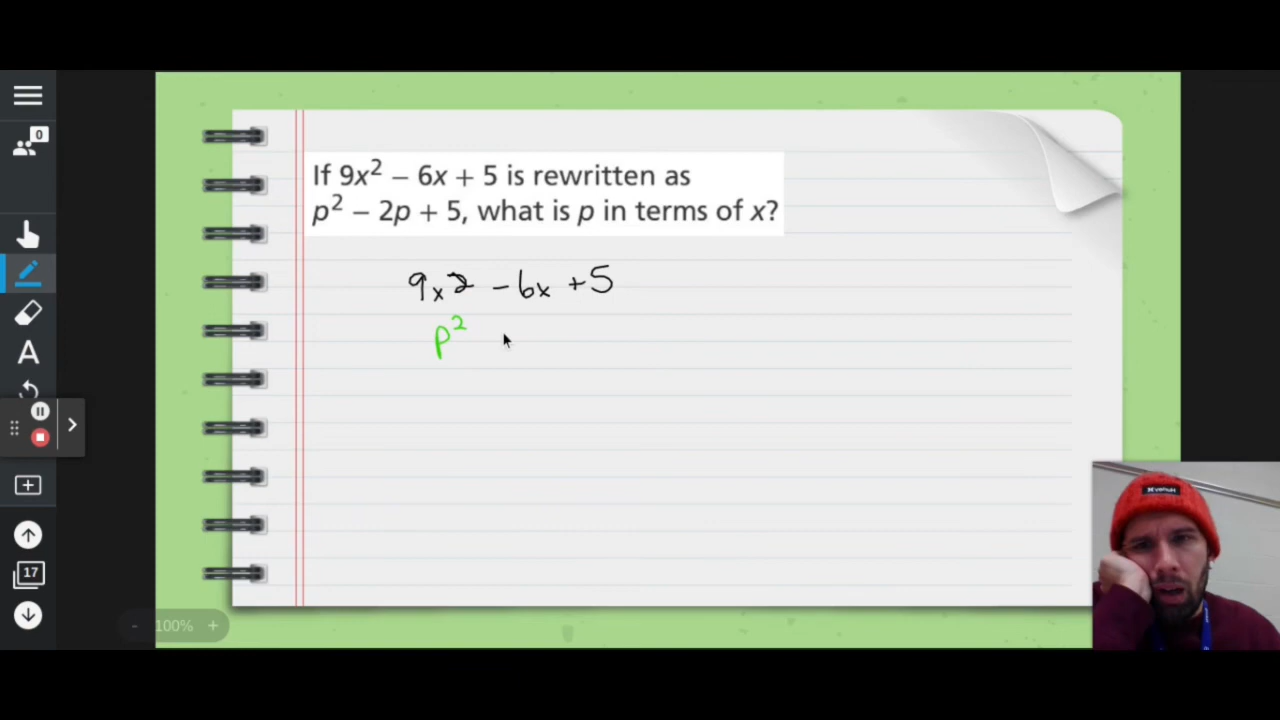 0
If 9x² – 6x + 5 is rewritten as
p² – 2p + 5, what is p in terms of x?
9x2 – 6x + 5
p²
A
17
- 100% +